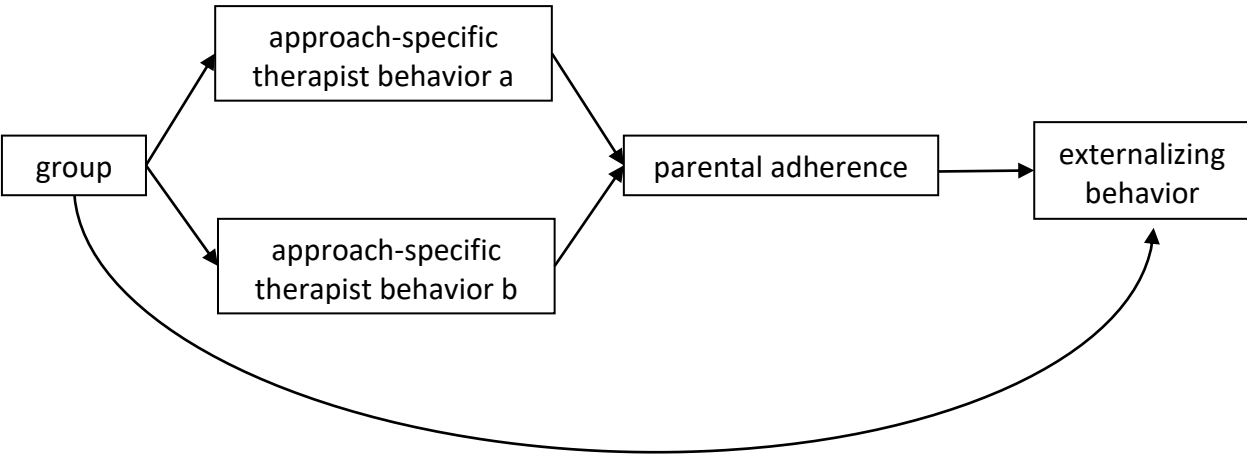 approach-specific
therapist behavior a
group
parental adherence
externalizing
behavior
approach-specific
therapist behavior b